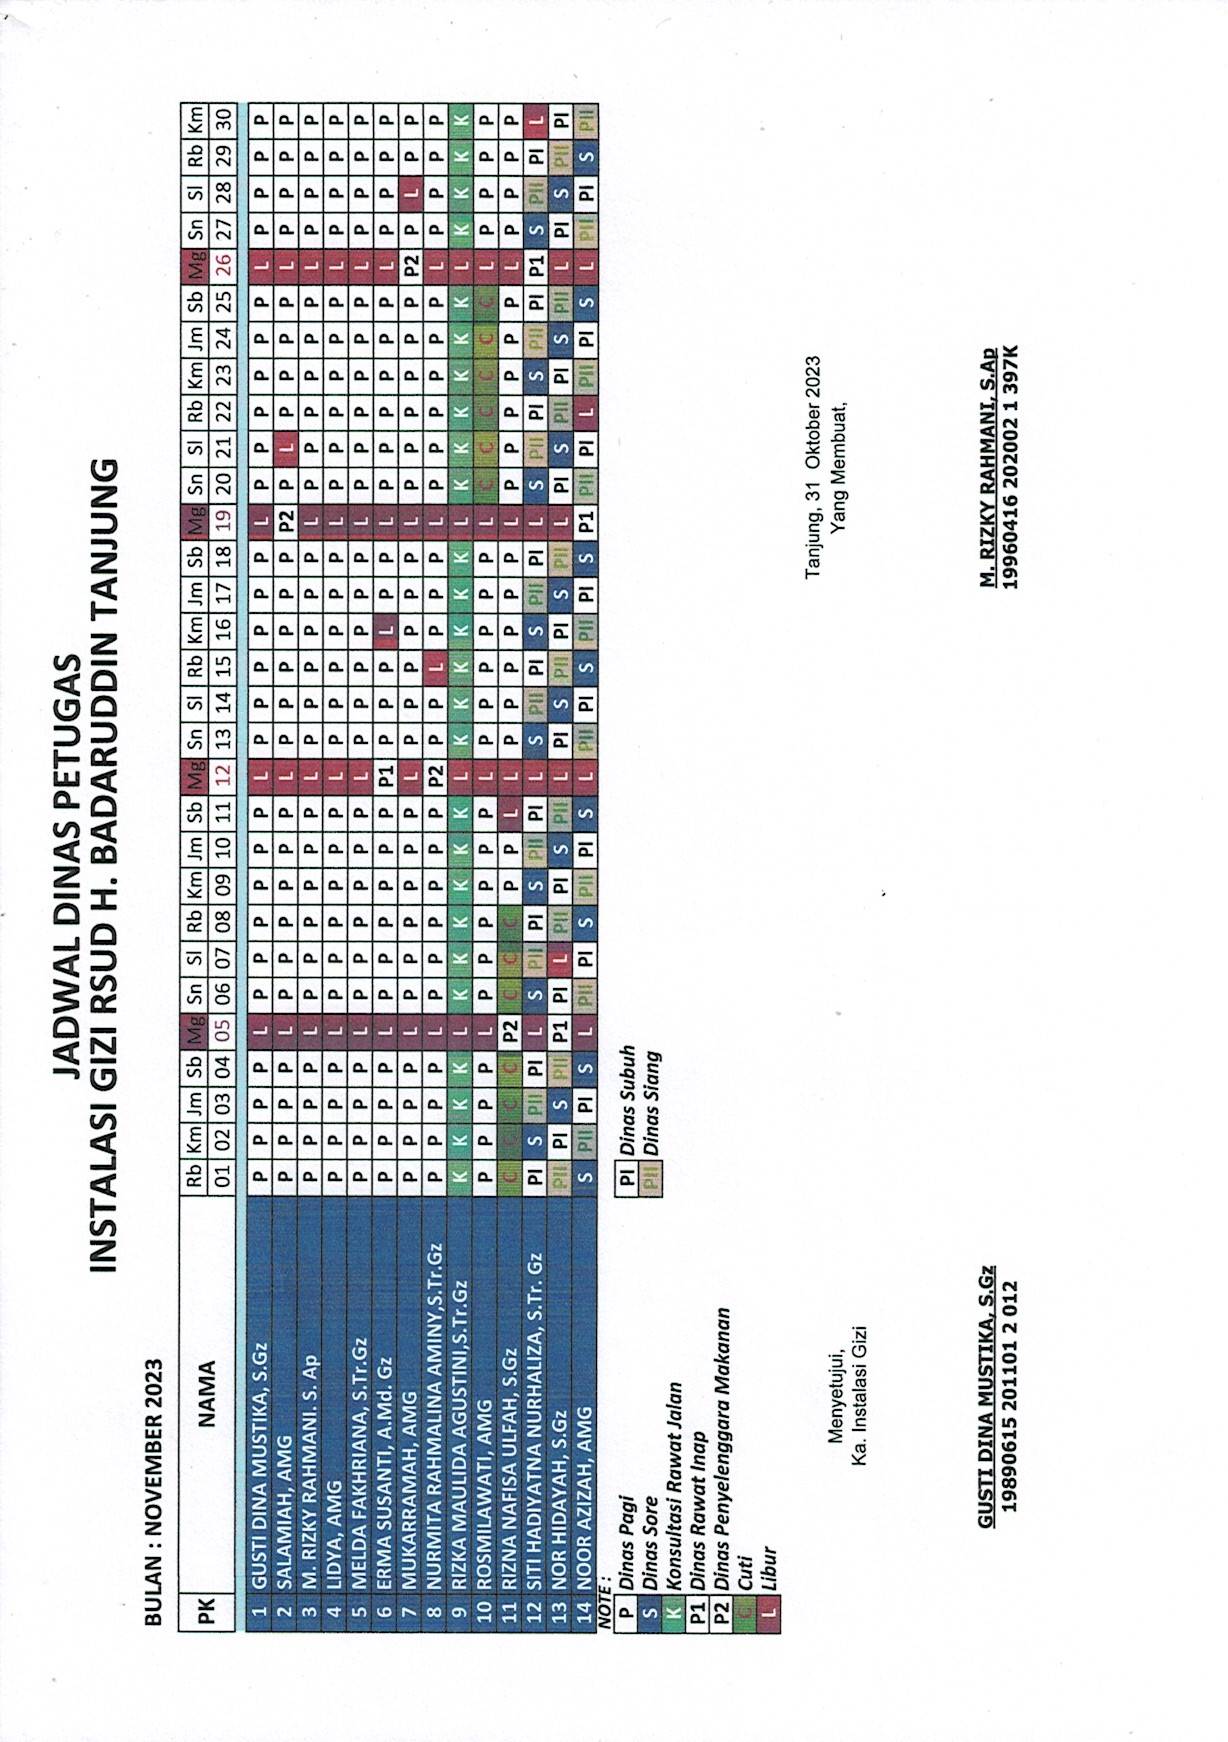 JADWAL DINAS PETUGAS
INSTALASI GIZI RSUD H. BADARUDDIN TANJUNG
BULAN : NOVEMBER 2023
PK NAMA Rb Km Jm Sb Mg Sn Sl Rb Km Jm Sb Mg Sn Sl Rb Km Jm Sb Mg Sn Sl Rb Km Jm Sb Mg Sn Sl Rb Km
01 02 03 04 05 06 07 08 09 10 11 12 13 14 15 16 17 18 19 20 21 22 23 24 25 26 27 28 29 30
1 GUSTI DINA MUSTIKA, S.Gz P P P P L P P P P P P L P P P P P P L P P P P P P L P P P P
2 SALAMIAH, AMG P P P P L P P P P P P L P P P P P P P2 P L P P P P L P P P P
3 M. RIZKY RAHMANI. S. Ap P P P P L P P P P P P L P P P P P P L P P P P P P L P P P P
4 LIDYA, AMG P P P P L P P P P P P L P P P P P P L P P P P P P L P P P P
5 MELDA FAKHRIANA, S.Tr.Gz P P P P L P P P P P P L P P P P P P L P P P P P P L P P P P
6 ERMA SUSANTI, A.Md. Gz P P P P L P P P P P P P1 P P P L P P L P P P P P P L P P P P
7 MUKARRAMAH, AMG P P P P L P P P P P P L P P P P P P L P P P P P P P2 P L P P
8 NURMITA RAHMALINA AMINY,S.Tr.Gz P P P P L P P P P P P P2 P P L P P P L P P P P P P L P P P P
9 RIZKA MAULIDA AGUSTINI,S.Tr.Gz K K K K L K K K K K K L K K K K K K L K K K K K K L K K K K
10 ROSMILAWATI, AMG P P P P L P P P P P P L P P P P P P L C C C C C C L P P P P
11 RIZNA NAFISA ULFAH, S.Gz C C C C P2 C C C P P L L P P P P P P L P P P P P P L P P P P
12 SITI HADIYATNA NURHALIZA, S.Tr. Gz PI S PII PI L S PII PI S PII PI L S PII PI S PII PI L S PII PI S PII PI P1 S PII PI L
13 NOR HIDAYAH, S.Gz PII PI S PII P1 PI L PII PI S PII L PI S PII PI S PII L PI S PII PI S PII L PI S PII PI
14 NOOR AZIZAH, AMG S PII PI S L PII PI S PII PI S L PII PI S PII PI S P1 PII PI L PII PI S L PII PI S PII
NOTE :
P Dinas Pagi PI Dinas Subuh
S Dinas Sore PII Dinas Siang
K Konsultasi Rawat Jalan
P1 Dinas Rawat Inap
P2 Dinas Penyelenggara Makanan
C Cuti
L Libur
Tanjung, 31 Oktober 2023
Menyetujui, Yang Membuat,
Ka. Instalasi Gizi
GUSTI DINA MUSTIKA, S.Gz M. RIZKY RAHMANI, S.Ap
19890615 201101 2 012 19960416 202002 1 397K